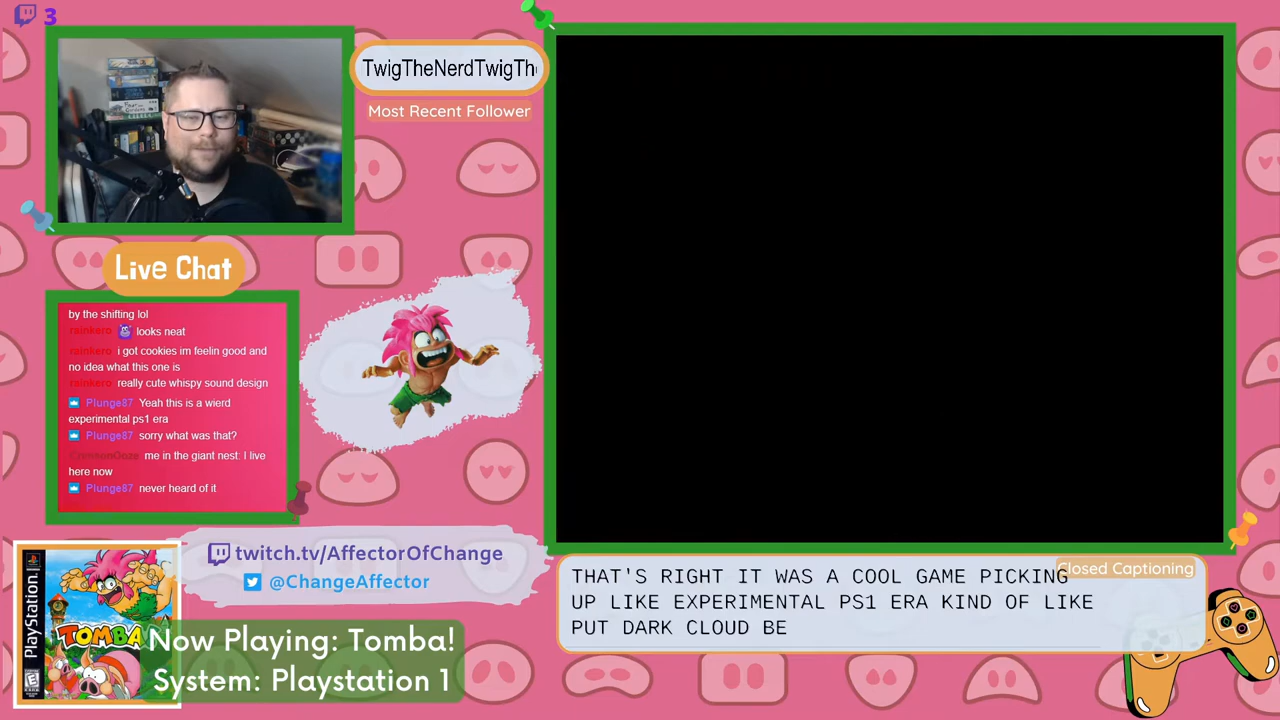 3
TwigTheNerdTwigTh
Most Recent Follower
Live Chat
by the shifting lol
rainkero looks neat
rainkero i got cookies im feelin good and
no idea what this one is
rainkero really cute whispy sound design
Plunge87 Yeah this is a wierd
experimental ps1 era
Plunge87 sorry what was that?
CrimsonOoze me in the giant nest: I live
here now
Plunge87 never heard of it
twitch.tv/AffectorOfChange
@ChangeAffector
PlayStation
TOMBA
Now Playing: Tomba!
System: Playstation 1
Closed Captioning
THAT'S RIGHT IT WAS A COOL GAME PICKING
UP LIKE EXPERIMENTAL PS1 ERA KIND OF LIKE
PUT DARK CLOUD BE